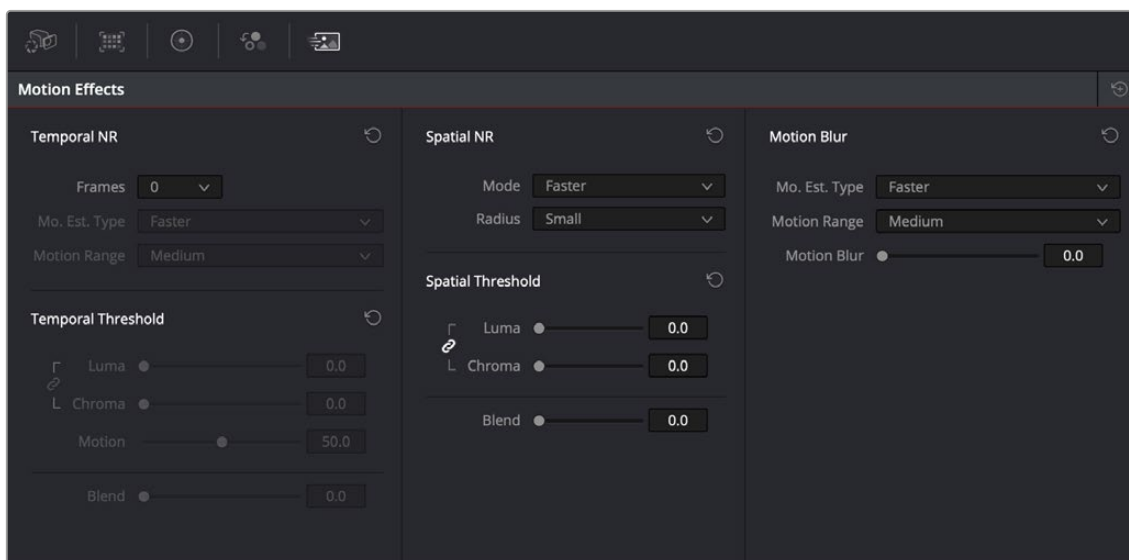 Motion Effects
Temporal NR
Frames 0
Mo. Est. Type Faster
Motion Range Medium
Temporal Threshold
Luma 0.0
Chroma 0.0
Motion 50.0
Blend 0.0
Spatial NR
Mode Faster
Radius Small
Spatial Threshold
Luma 0.0
Chroma 0.0
Blend 0.0
Motion Blur
Mo. Est. Type Faster
Motion Range Medium
Motion Blur 0.0